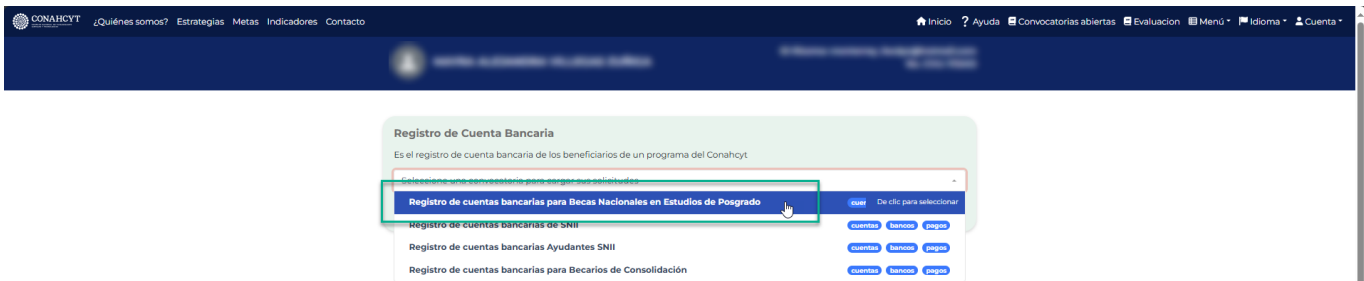 CONAHCYT ¿Quiénes somos? Estrategias Metas Indicadores Contacto Inicio ? Ayuda Convocatorias abiertas Evaluacion Menú Idioma Cuenta
Registro de Cuenta Bancaria
Es el registro de cuenta bancaria de los beneficiarios de un programa del Conahcyt
Seleccione una convocatoria para cargar sus solicitudes
Registro de cuentas bancarias para Becas Nacionales en Estudios de Posgrado cuer De clic para seleccionar
Registro de cuentas bancarias de SNII cuentas bancos pagos
Registro de cuentas bancarias Ayudantes SNII cuentas bancos pagos
Registro de cuentas bancarias para Becarios de Consolidación cuentas bancos pagos